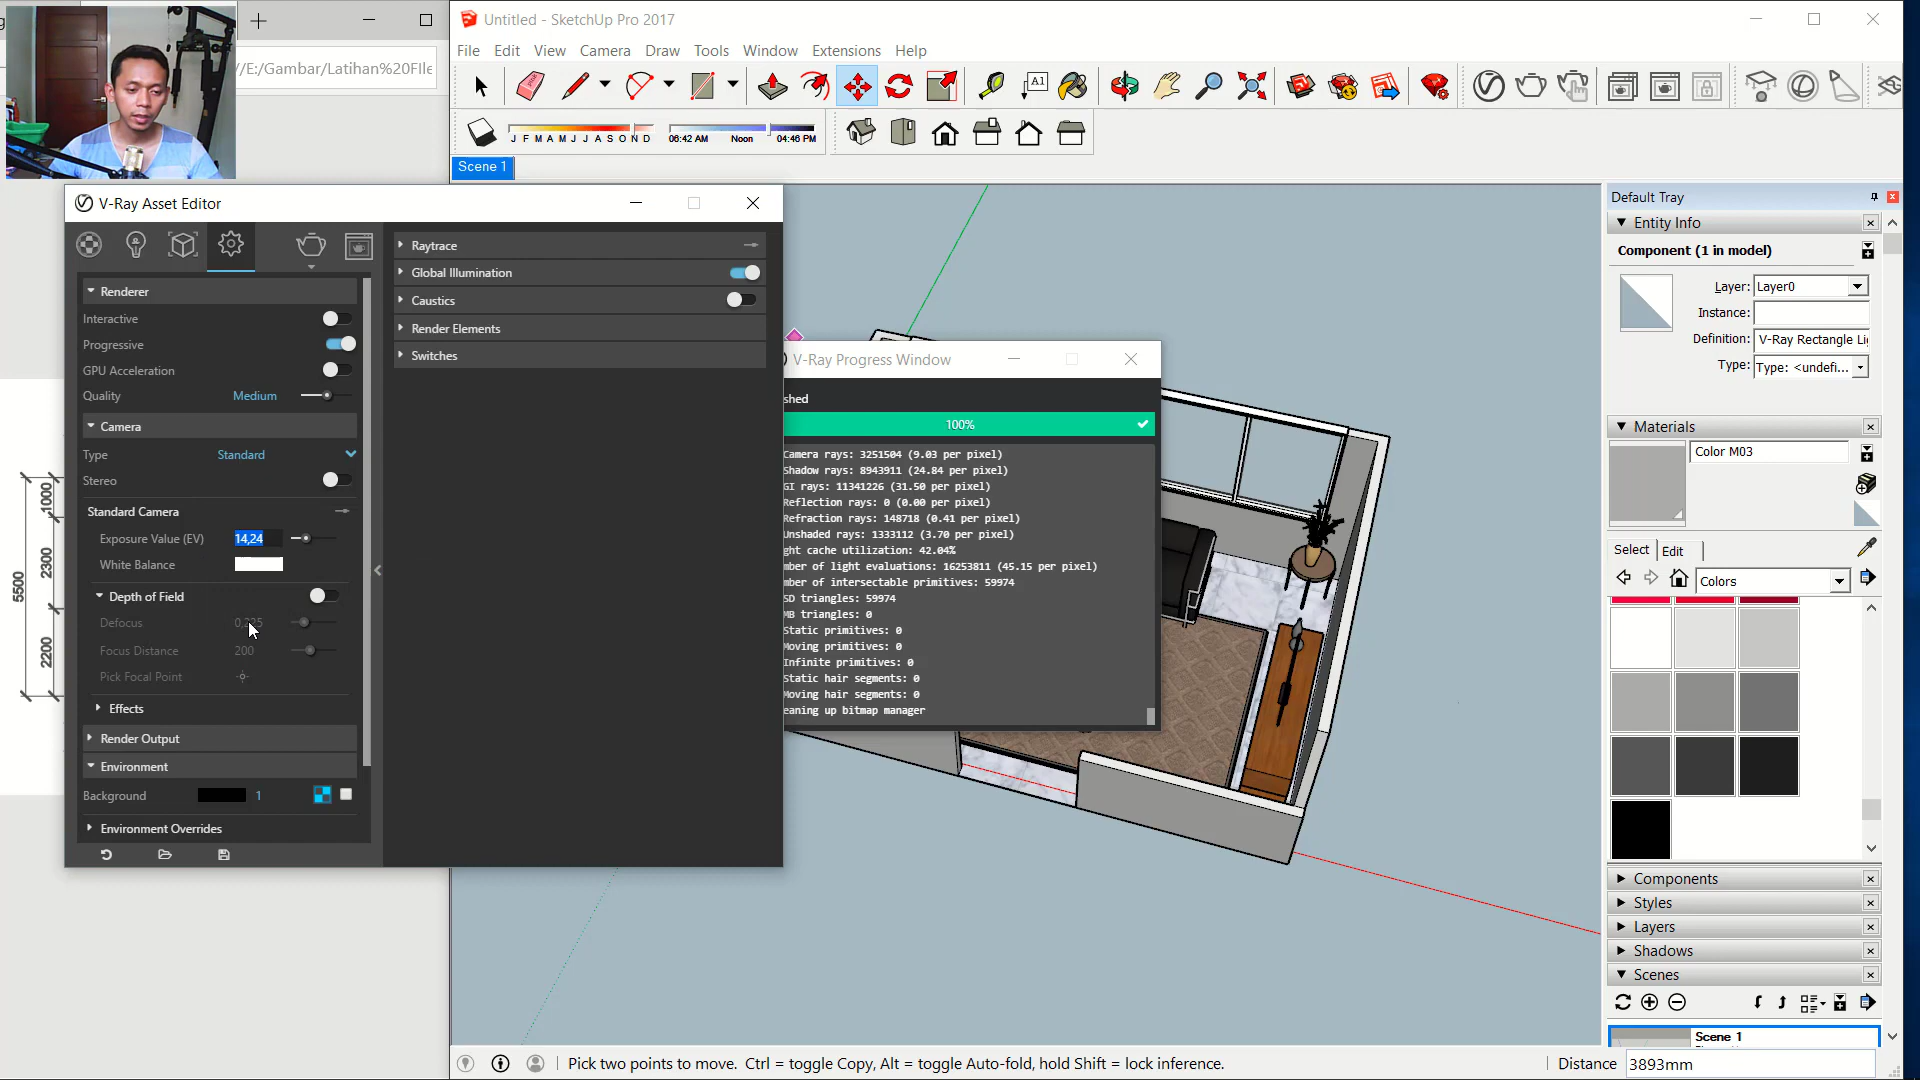 //E:/Gambar/Latihan%20FIle
Untitled - SketchUp Pro 2017
File Edit View Camera Draw Tools Window Extensions Help
A1
J F M A M J J A S O N D
06:42 AM Noon 04:46 PM
Scene 1
V-Ray Asset Editor
Renderer
Interactive
Progressive
GPU Acceleration
Quality Medium
Camera
Type Standard
Stereo
Standard Camera
Exposure Value (EV) 14,24
White Balance
Depth of Field
Defocus
Focus Distance 200
Pick Focal Point
Effects
Render Output
Environment
Background 1
Environment Overrides
Raytrace
Global Illumination
Caustics
Render Elements
Switches
1000
2300
5500
2200
V-Ray Progress Window
shed
100%
Camera rays: 3251504 (9.03 per pixel)
Shadow rays: 8943911 (24.84 per pixel)
GI rays: 11341226 (31.50 per pixel)
Reflection rays: 0 (0.00 per pixel)
Refraction rays: 148718 (0.41 per pixel)
Unshaded rays: 1333112 (3.70 per pixel)
ght cache utilization: 42.04%
mber of light evaluations: 16253811 (45.15 per pixel)
mber of intersectable primitives: 59974
SD triangles: 59974
MB triangles: 0
Static primitives: 0
Moving primitives: 0
Infinite primitives: 0
Static hair segments: 0
Moving hair segments: 0
eaning up bitmap manager
Default Tray
Entity Info
Component (1 in model)
Layer: Layer0
Instance:
Definition: V-Ray Rectangle Li
Type: Type: <undefi...
Materials
Color M03
Select Edit
Colors
Components
Styles
Layers
Shadows
Scenes
Scene 1
Pick two points to move. Ctrl = toggle Copy, Alt = toggle Auto-fold, hold Shift = lock inference.
Distance 3893mm